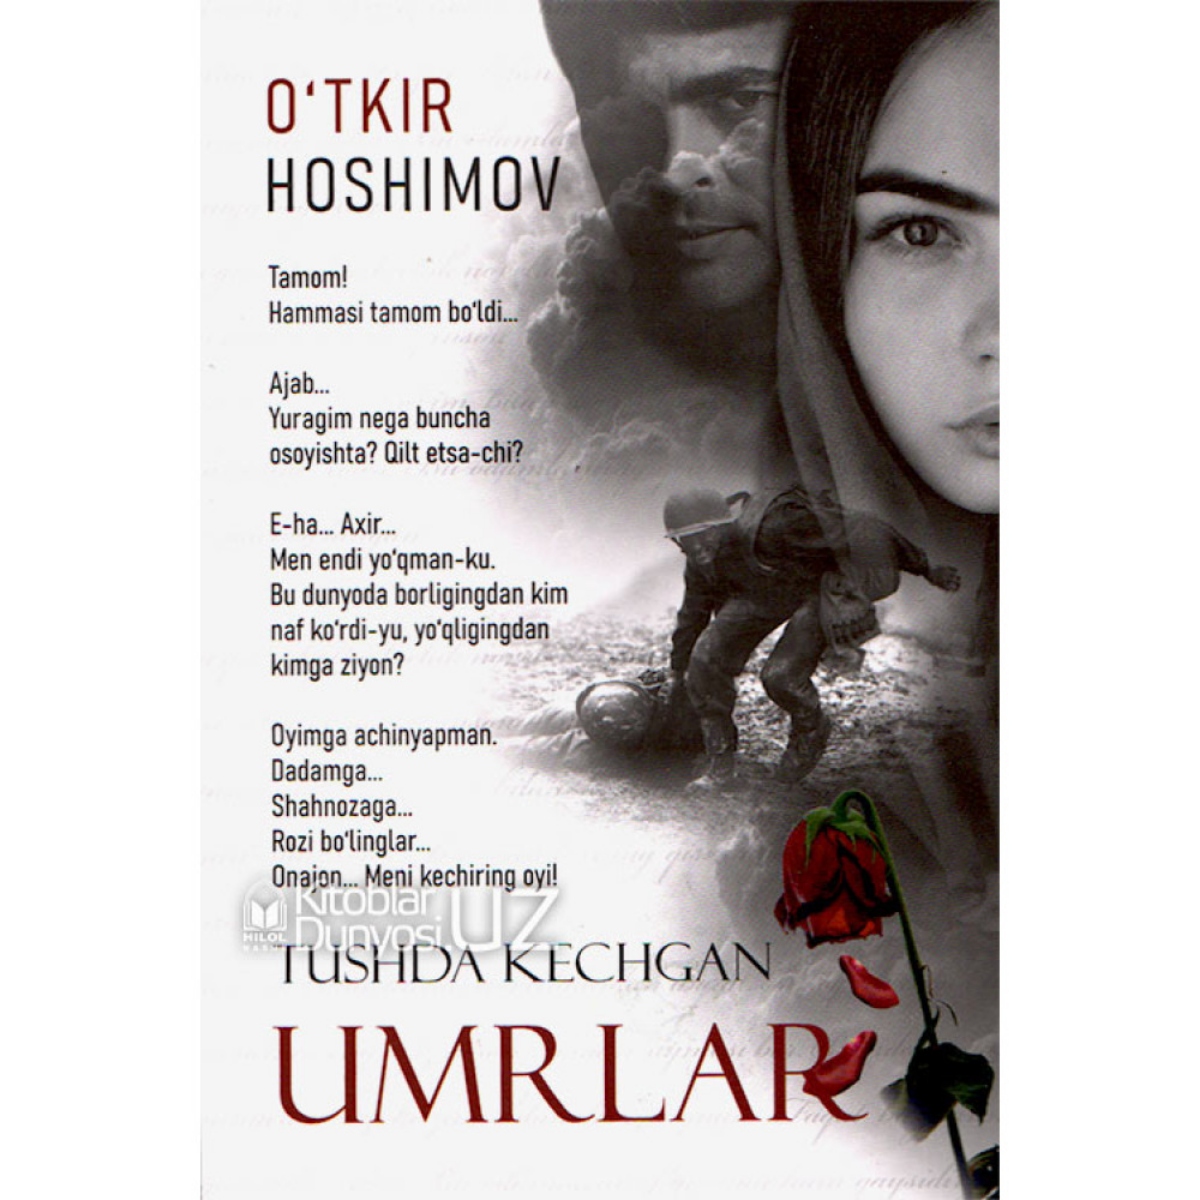 O‘TKIR
HOSHIMOV
Tamom!
Hammasi tamom bo‘ldi...
Ajab...
Yuragim nega buncha
osoyishta? Qilt etsa-chi?
E-ha... Axir...
Men endi yo‘qman-ku.
Bu dunyoda borligingdan kim
naf ko‘rdi-yu, yo‘qligingdan
kimga ziyon?
Oyimga achinyapman.
Dadamga...
Shahnozaga...
Rozi bo‘linglar...
Onajon... Meni kechiring oyi!
Kitoblar
Dunyosi.UZ
HILOL
NASHR
TUSHDA KECHGAN
UMRLAR